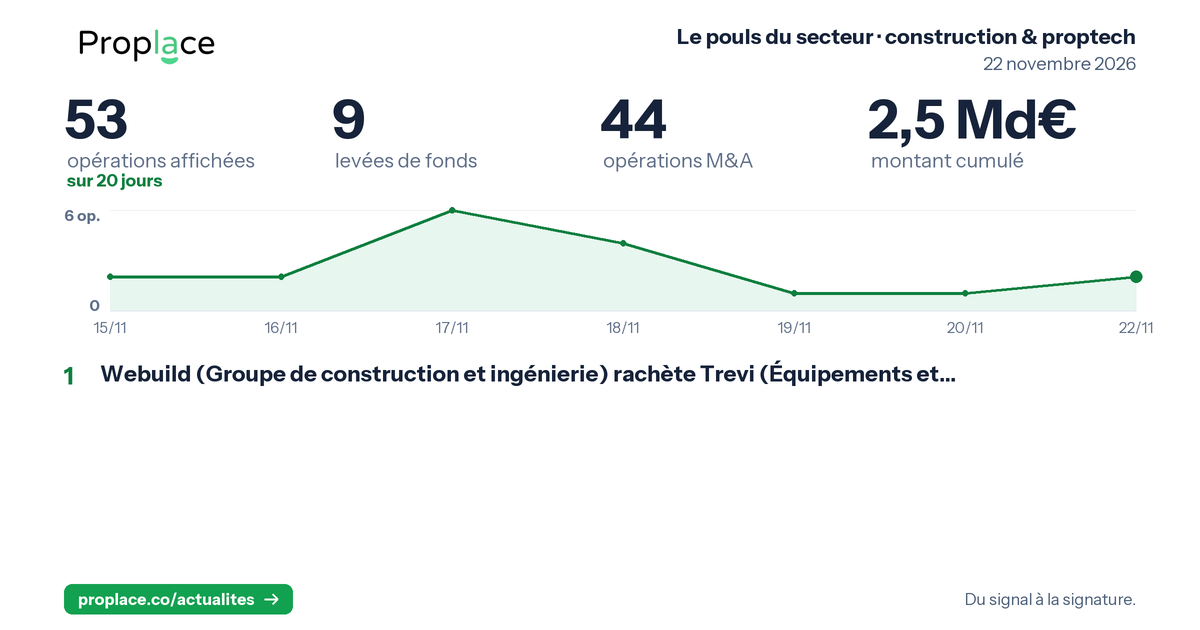 Proplace
Le pouls du secteur · construction & proptech
22 novembre 2026
53
opérations affichées
sur 20 jours
9
levées de fonds
44
opérations M&A
2,5 Md€
montant cumulé
6 op.
0
15/11
16/11
17/11
18/11
19/11
20/11
22/11
1 Webuild (Groupe de construction et ingénierie) rachète Trevi (Équipements et...
proplace.co/actualites →
Du signal à la signature.